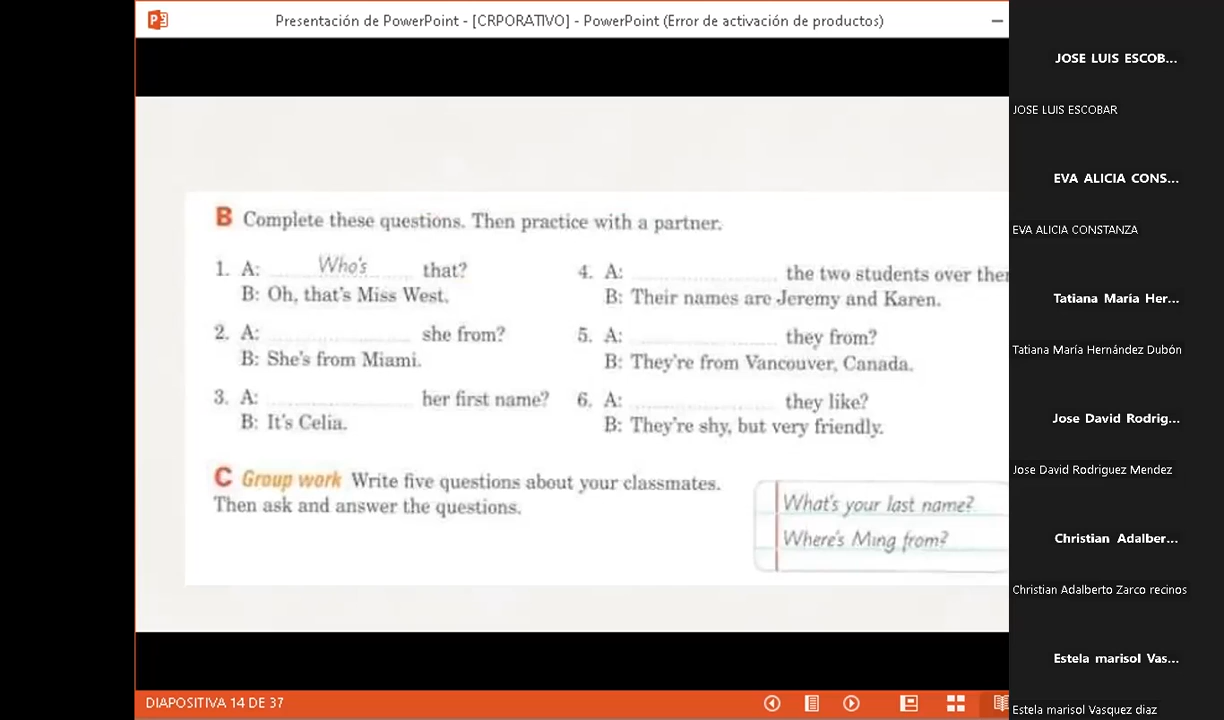 Presentación de PowerPoint - [CRPORATIVO] - PowerPoint (Error de activación de productos)
B Complete these questions. Then practice with a partner.
1. A: Who's that?
B: Oh, that's Miss West.
2. A: she from?
B: She's from Miami.
3. A: her first name?
B: It's Celia.
4. A: the two students over
B: Their names are Jeremy and Karen.
5. A: they from?
B: They're from Vancouver, Canada.
6. A: they like?
B: They're shy, but very friendly.
C Group work Write five questions about your classmates.
Then ask and answer the questions.
What's your last name?
Where's Ming from?
DIAPOSITIVA 14 DE 37
JOSE LUIS ESCOB...
JOSE LUIS ESCOBAR
EVA ALICIA CONS...
EVA ALICIA CONSTANZA
Tatiana María Her...
Tatiana María Hernández Dubón
Jose David Rodrig...
Jose David Rodriguez Mendez
Christian Adalber...
Christian Adalberto Zarco recinos
Estela marisol Vas...
Estela marisol Vasquez diaz